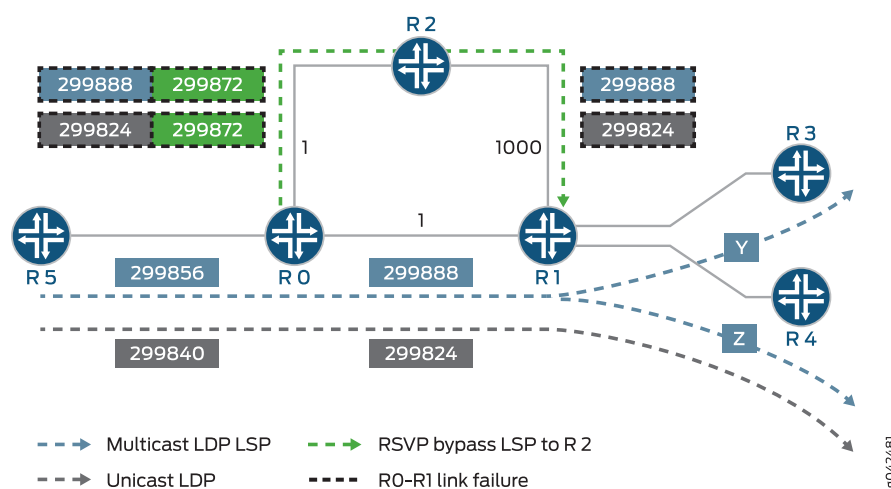 R 2
299888 299872
299888
299824 299872
299824
R 3
1
1000
1
R 5
R 0
R 1
299856
299888
Y
Z
R 4
299840
299824
Multicast LDP LSP
RSVP bypass LSP to R 2
Unicast LDP
R0-R1 link failure